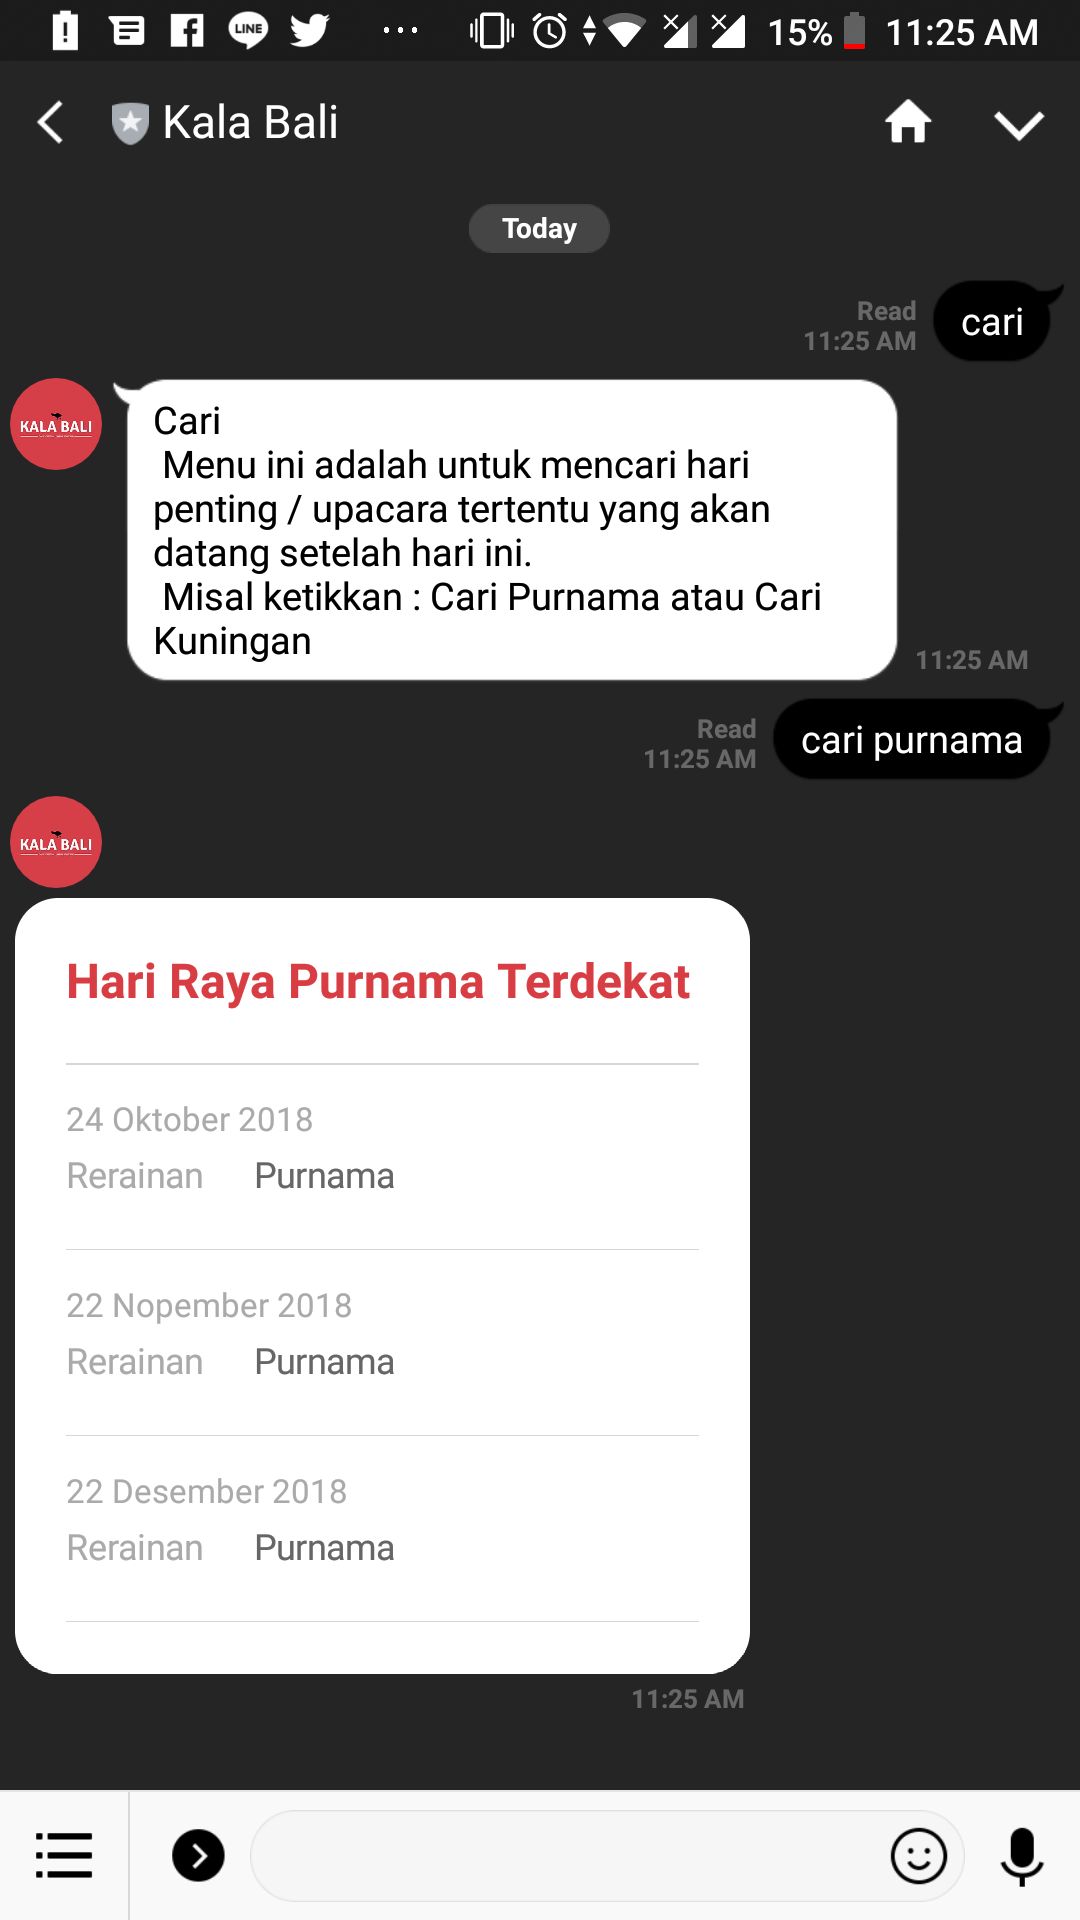 LINE
15%
11:25 AM
Kala Bali
Today
Read
11:25 AM
cari
KALA BALI
Cari
Menu ini adalah untuk mencari hari
penting / upacara tertentu yang akan
datang setelah hari ini.
Misal ketikkan : Cari Purnama atau Cari
Kuningan
11:25 AM
Read
11:25 AM
cari purnama
KALA BALI
Hari Raya Purnama Terdekat
24 Oktober 2018
Rerainan Purnama
22 Nopember 2018
Rerainan Purnama
22 Desember 2018
Rerainan Purnama
11:25 AM